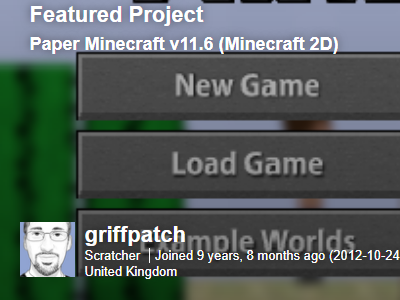 Featured Project
Paper Minecraft v11.6 (Minecraft 2D)
New Game
Load Game
griffpatch
Example Worlds
Scratcher | Joined 9 years, 8 months ago (2012-10-24
United Kingdom